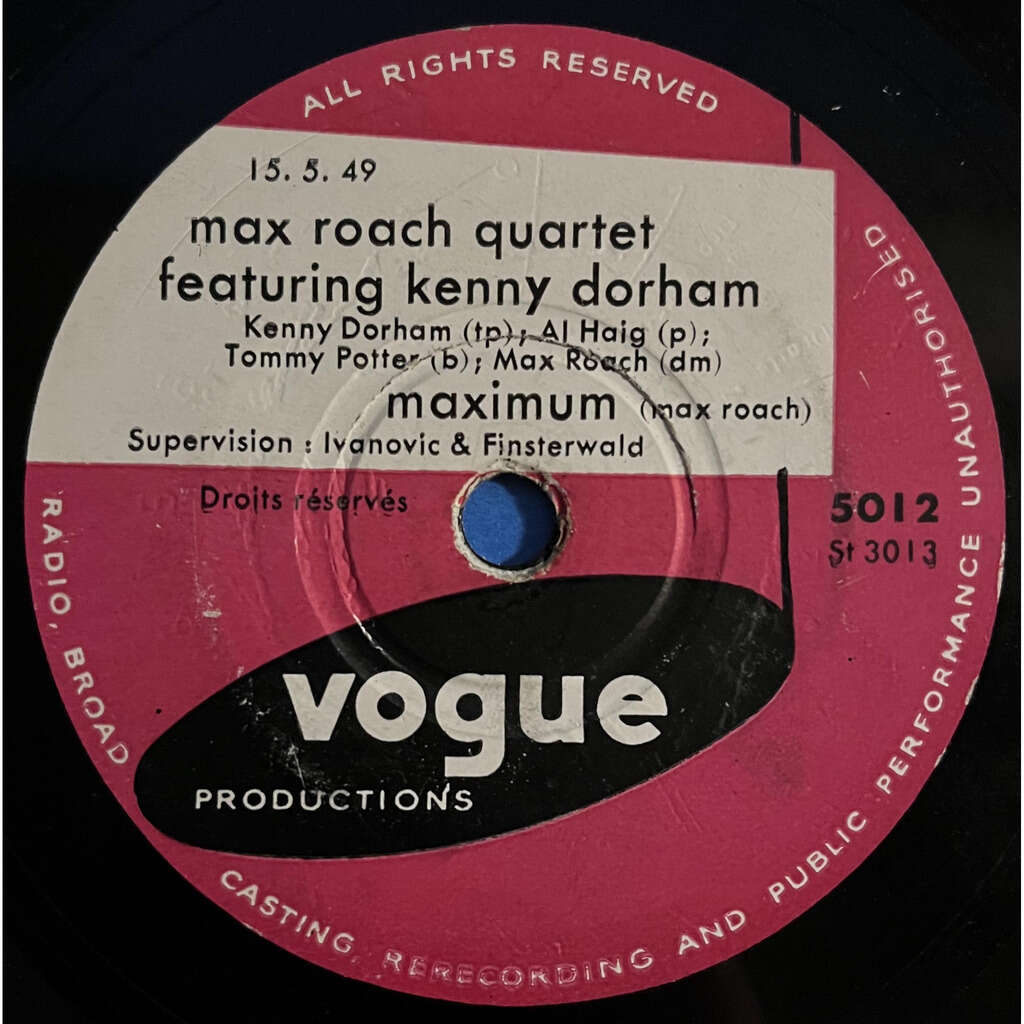 ALL RIGHTS RESERVED
15. 5. 49
max roach quartet
featuring kenny dorham
Kenny Dorham (tp); Al Haig (p);
Tommy Potter (b); Max Roach (dm)
maximum (max roach)
Supervision : Ivanovic & Finsterwald
Droits réservés
5012
St 3013
vogue
PRODUCTIONS
RADIO, BROAD CASTING, RERECORDING AND PUBLIC PERFORMANCE UNAUTHORISED